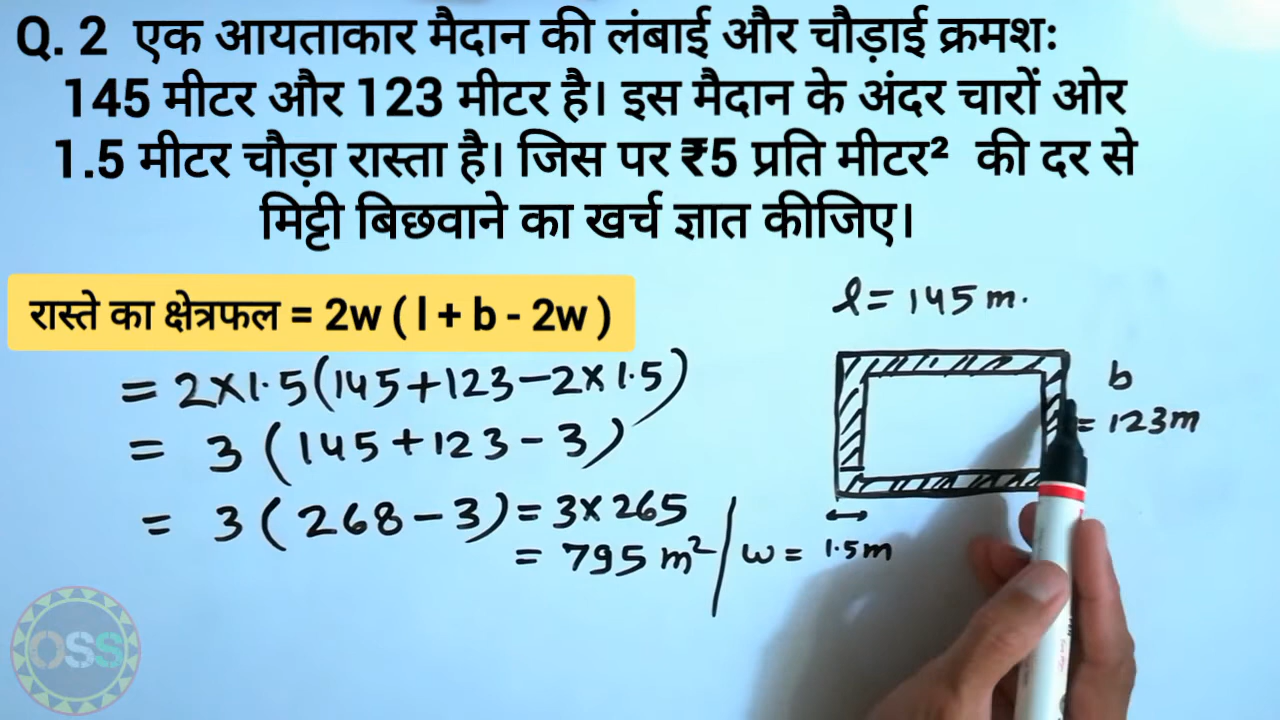 Q. 2 एक आयताकार मैदान की लंबाई और चौड़ाई क्रमशः
145 मीटर और 123 मीटर है। इस मैदान के अंदर चारों ओर
1.5 मीटर चौड़ा रास्ता है। जिस पर ₹5 प्रति मीटर² की दर से
मिट्टी बिछवाने का खर्च ज्ञात कीजिए।
रास्ते का क्षेत्रफल = 2w ( l + b - 2w )
= 2×1.5(145+123-2×1.5)
= 3 (145+123-3)
= 3 (268-3) = 3×265
= 795 m²
l = 145 m.
b
= 123m
w = 1.5m
OSS